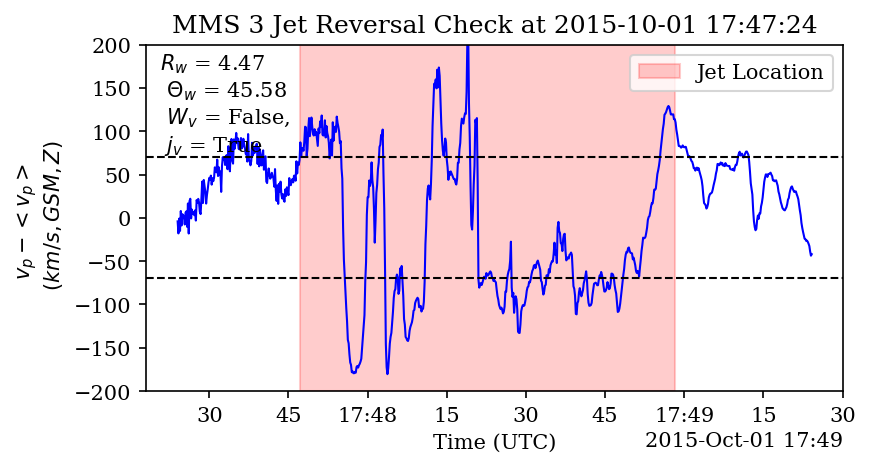 MMS 3 Jet Reversal Check at 2015-10-01 17:47:24
200
150
100
50
0
−50
−100
−150
−200
v_p − < v_p >
(km/s, GSM, Z)
R_w = 4.47
Θ_w = 45.58
W_v = False,
j_v = True
Jet Location
30 45 17:48 15 30 45 17:49 15 30
Time (UTC)
2015-Oct-01 17:49